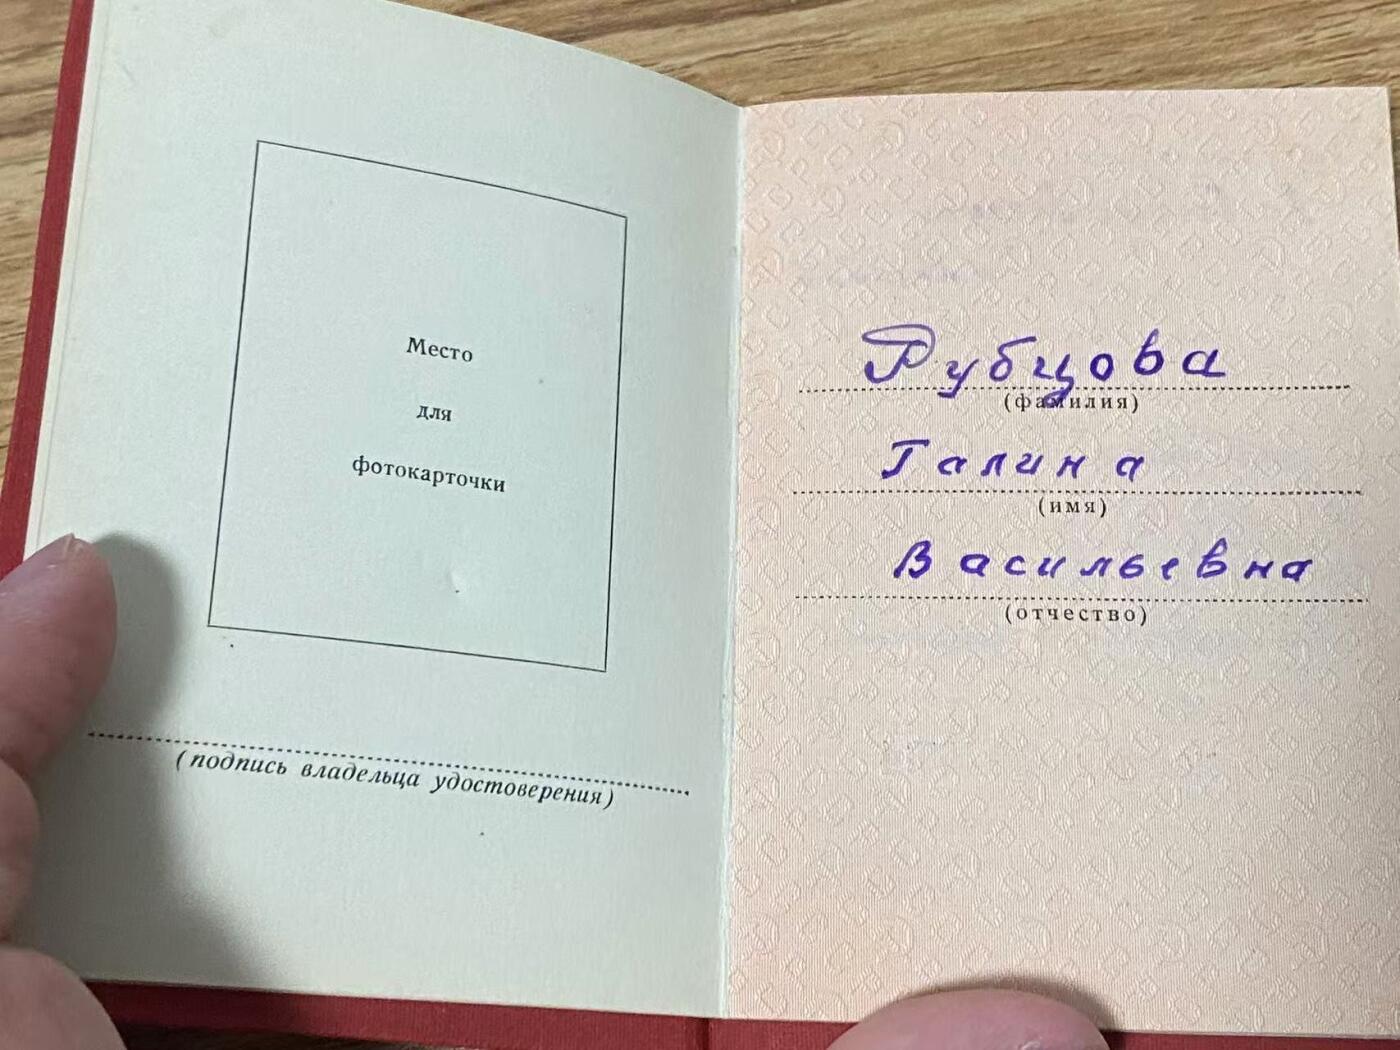 Место
для
фотокарточки
(подпись владельца удостоверения)
Рубцова
(фамилия)
Галина
(имя)
Васильевна
(отчество)